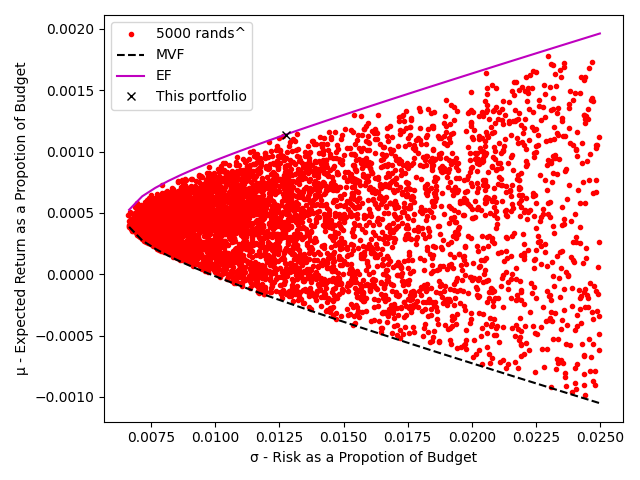 0.0020
0.0015
0.0010
0.0005
0.0000
−0.0005
−0.0010
μ - Expected Return as a Propotion of Budget
5000 rands^
MVF
EF
This portfolio
0.0075 0.0100 0.0125 0.0150 0.0175 0.0200 0.0225 0.0250
σ - Risk as a Propotion of Budget